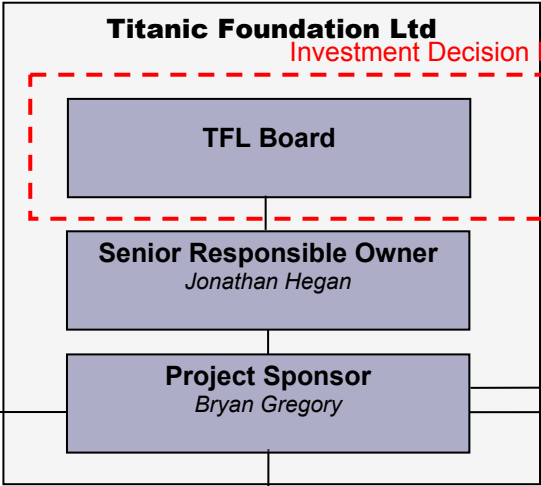 Titanic Foundation Ltd
Investment Decision
TFL Board
Senior Responsible Owner
Jonathan Hegan
Project Sponsor
Bryan Gregory